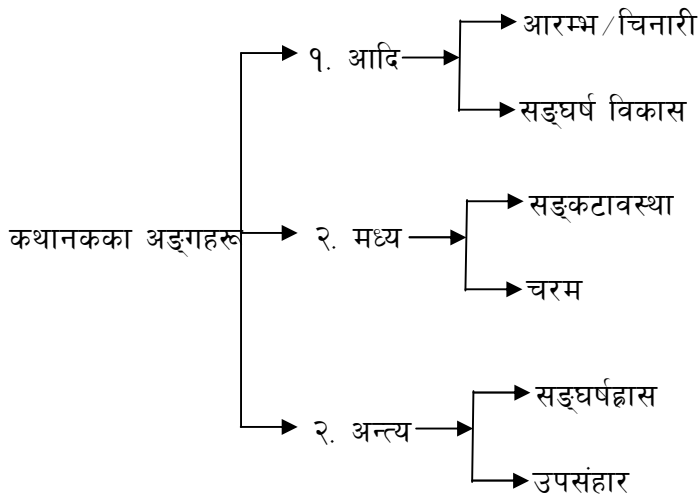 आरम्भ/चिनारी
१. आदि
सङ्घर्ष विकास
सङ्कटावस्था
कथानकका अङ्गहरू
२. मध्य
चरम
सङ्घर्षह्रास
२. अन्त्य
उपसंहार